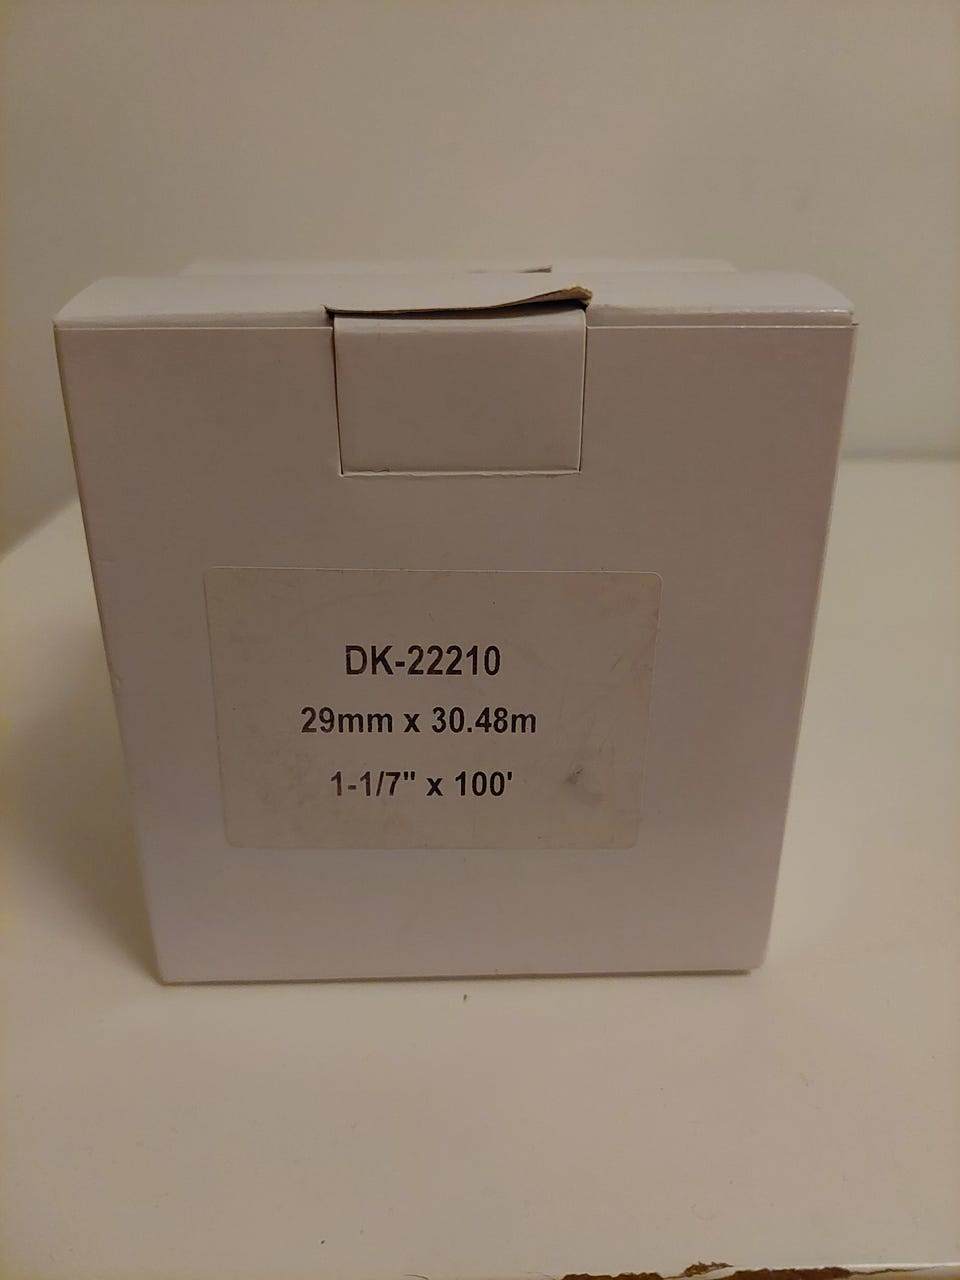 DK-22210
29mm x 30.48m
1-1/7" x 100'